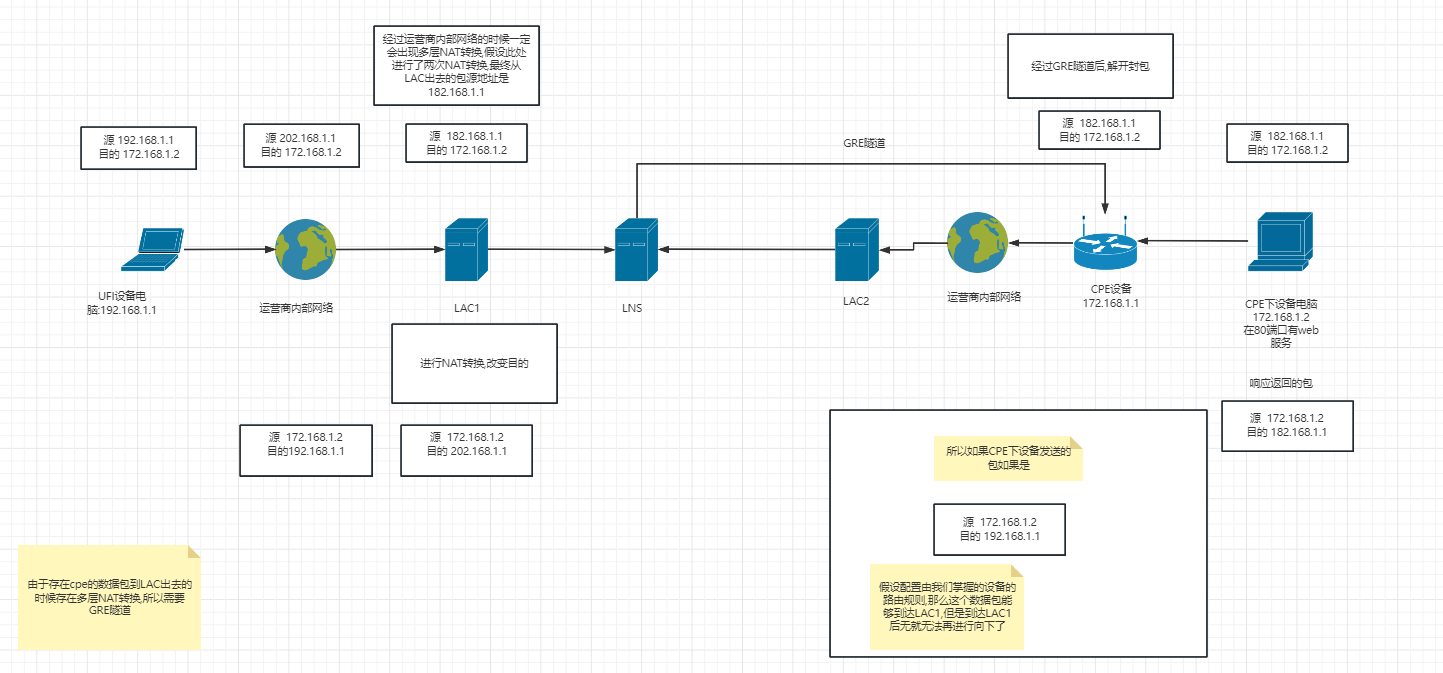 经过运营商内部网络的时候一定
会出现多层NAT转换,假设此处
进行了两次NAT转换,最终从
LAC出去的包源地址是
182.168.1.1
经过GRE隧道后,解开封包
源 192.168.1.1
目的 172.168.1.2
源 202.168.1.1
目的 172.168.1.2
源 182.168.1.1
目的 172.168.1.2
GRE隧道
源 182.168.1.1
目的 172.168.1.2
源 182.168.1.1
目的 172.168.1.2
UFI设备电
脑:192.168.1.1
运营商内部网络
LAC1
LNS
LAC2
运营商内部网络
CPE设备
172.168.1.1
CPE下设备电脑
172.168.1.2
在80端口有web
服务
进行NAT转换,改变目的
响应返回的包
源 172.168.1.2
目的 182.168.1.1
源 172.168.1.2
目的192.168.1.1
源 172.168.1.2
目的 202.168.1.1
所以如果CPE下设备发送的
包如果是
源 172.168.1.2
目的 192.168.1.1
假设配置由我们掌握的设备的
路由规则,那么这个数据包能
够到达LAC1,但是到达LAC1
后无就无法再进行向下了
由于存在cpe的数据包到LAC出去的
时候存在多层NAT转换,所以需要
GRE隧道